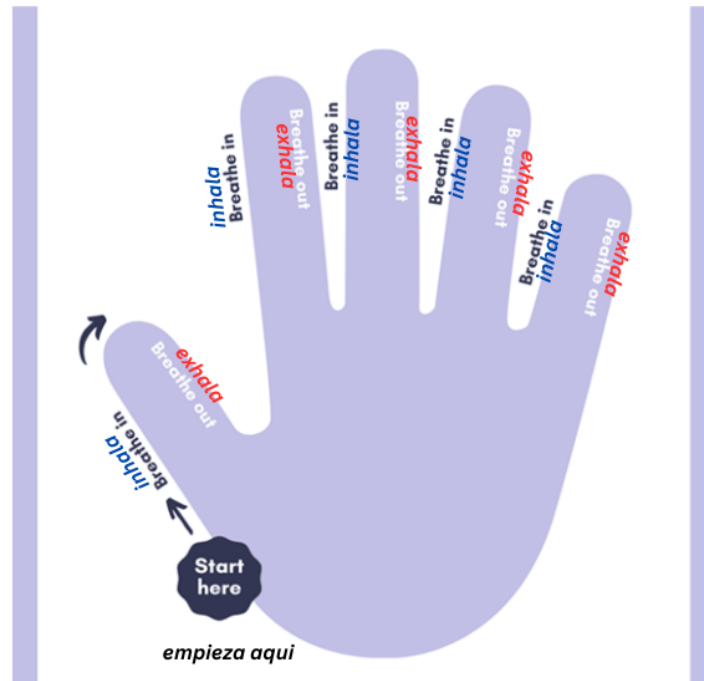 Start
here
empieza aqui
Breathe in
inhala
exhala
Breathe out
inhala
Breathe in
Breathe out
exhala
Breathe in
inhala
Breathe out
exhala
Breathe in
inhala
exhala
Breathe out
Breathe in
inhala
exhala
Breathe out